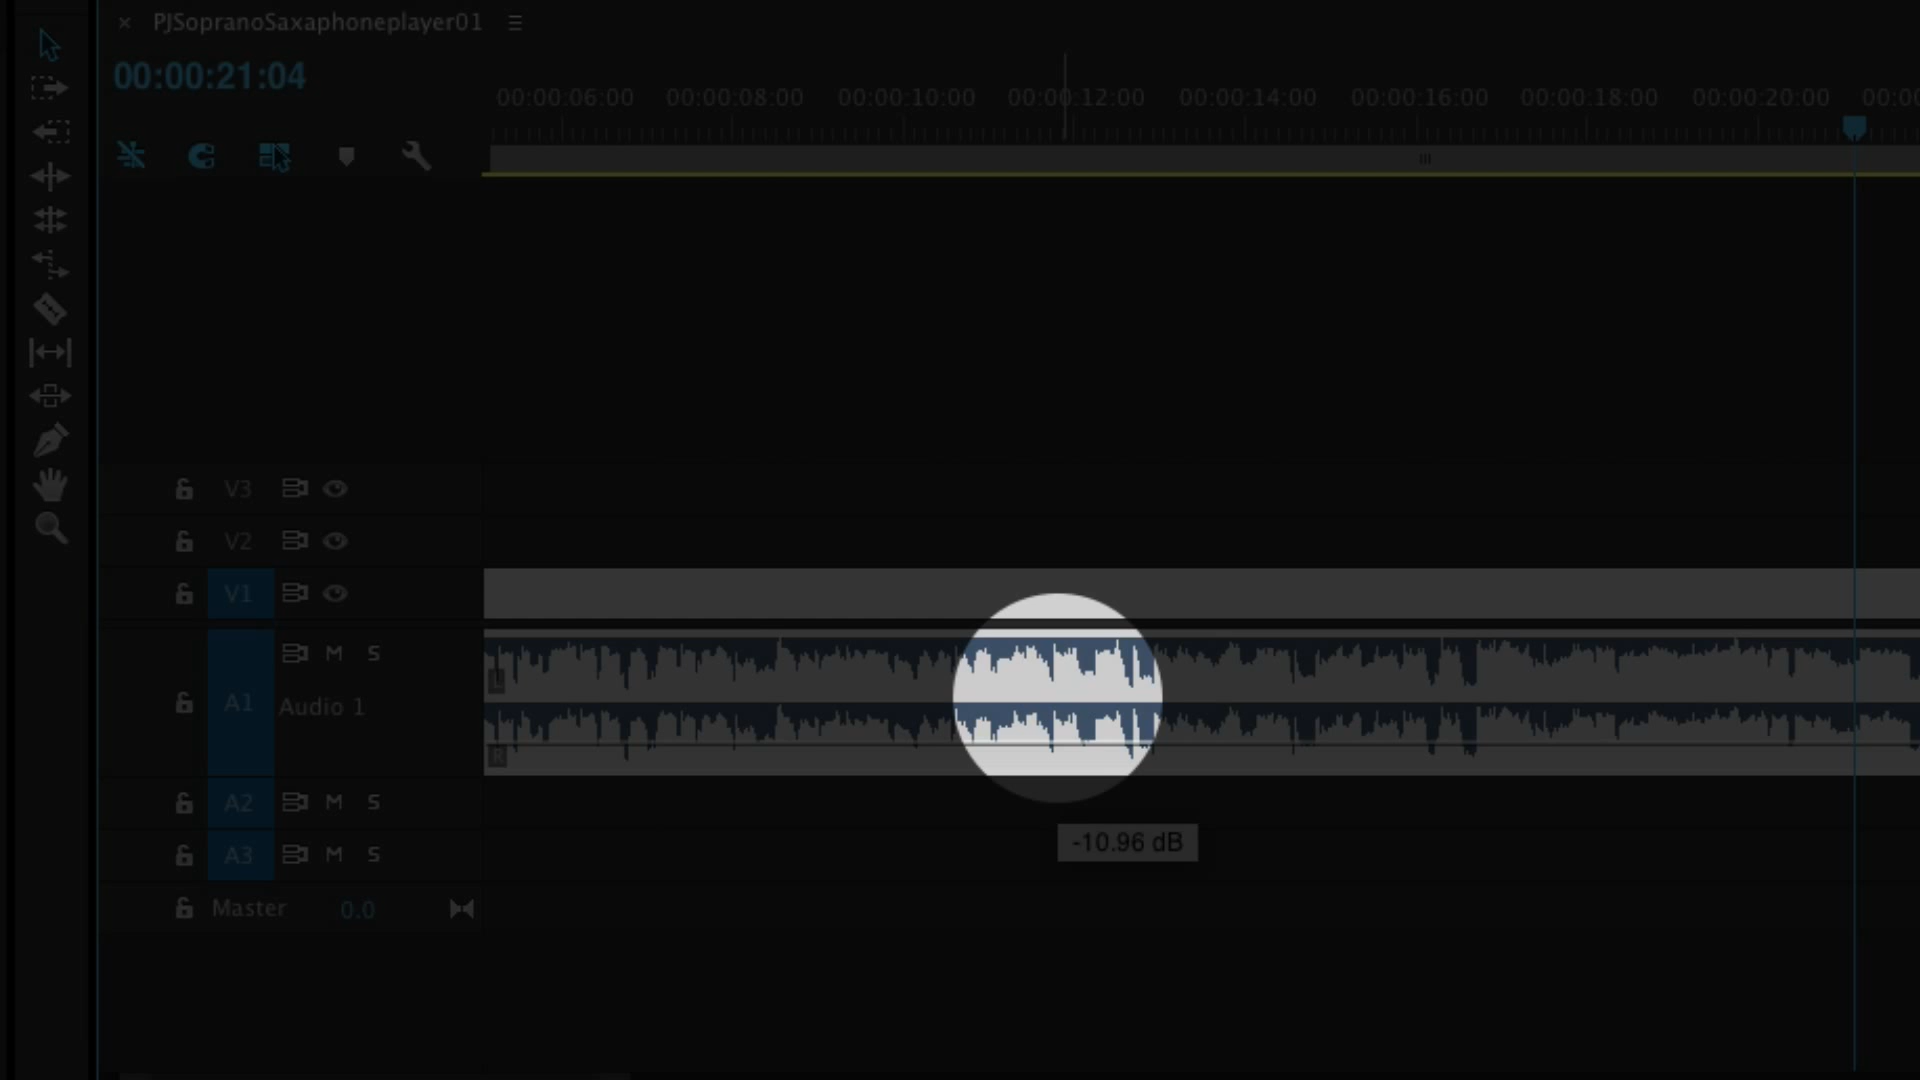 PJSopranoSaxaphoneplayer01
00:00:21:04
00:00:06:00 00:00:08:00 00:00:10:00 00:00:12:00 00:00:14:00 00:00:16:00 00:00:18:00 00:00:20:00 00:00
V3
V2
V1
M S
L
A1 Audio 1
R
A2 M S
-10.96 dB
A3 M S
Master 0.0